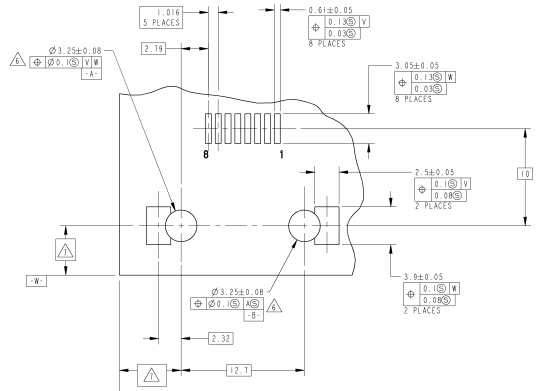 1.016
5 PLACES
0.61±0.05
⌖ 0.13Ⓢ V
0.03Ⓢ
8 PLACES
2.79
Ø3.25±0.08
6 ⌖ Ø0.1Ⓢ V W
-A-
3.05±0.05
⌖ 0.13Ⓢ W
0.03Ⓢ
8 PLACES
8 1
2.5±0.05
⌖ 0.1Ⓢ V
0.08Ⓢ
2 PLACES
10
7
-W-
Ø3.25±0.08
⌖ Ø0.1Ⓢ AⓈ 6
-B-
3.9±0.05
⌖ 0.1Ⓢ W
0.08Ⓢ
2 PLACES
2.32
7
12.7